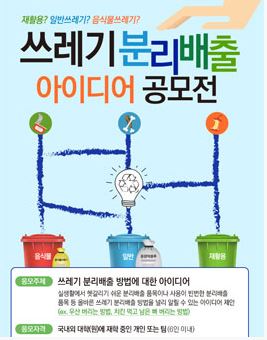 재활용? 일반쓰레기? 음식물쓰레기?
쓰레기 분리배출
아이디어 공모전
음식물
일반
재활용
응모주제 쓰레기 분리배출 방법에 대한 아이디어
실생활에서 헷갈리기 쉬운 분리배출 품목이나 사용이 빈번한 분리배출
품목 등 올바른 쓰레기 분리배출 방법을 널리 알릴 수 있는 아이디어 제안
(ex. 우산 버리는 방법, 치킨 먹고 남은 뼈 버리는 방법)
응모자격 국내외 대학(원)에 재학 중인 개인 또는 팀(6인 이내)